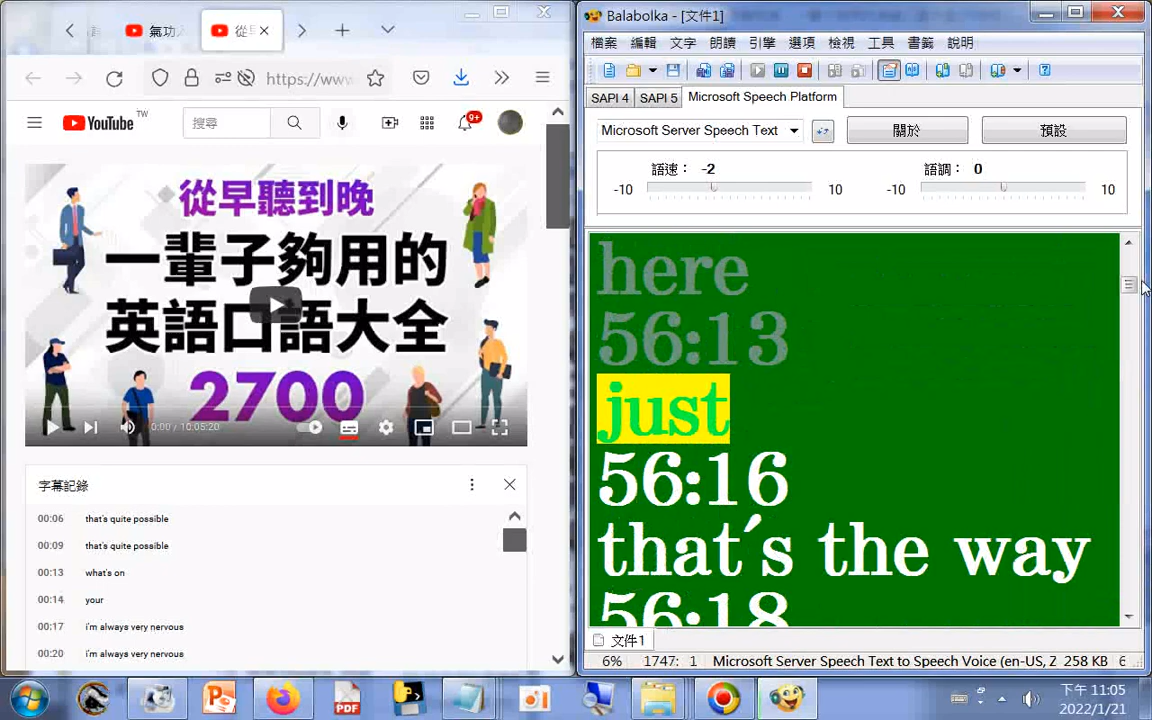 氣功
從
https://www
YouTube TW
搜尋
9+
從早聽到晚
一輩子夠用的
英語口語大全
2700
0:00 / 10:05:20
字幕記錄
00:06 that's quite possible
00:09 that's quite possible
00:13 what's on
00:14 your
00:17 i'm always very nervous
00:20 i'm always very nervous
Balabolka - [文件1]
檔案 編輯 文字 朗讀 引擎 選項 檢視 工具 書籤 說明
SAPI 4 SAPI 5 Microsoft Speech Platform
Microsoft Server Speech Text 關於 預設
語速: -2 語調: 0
-10 10 -10 10
here
56:13
just
56:16
that´s the way
56:18
文件1
6% 1747: 1 Microsoft Server Speech Text to Speech Voice (en-US, Z 258 KB 6
PDF
下午 11:05
2022/1/21